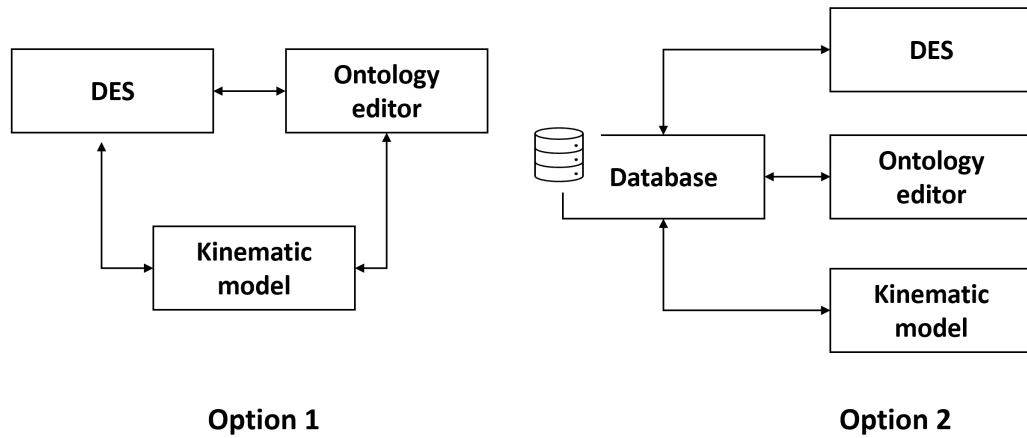 DES
Ontology
editor
Kinematic
model
Option 1
DES
Database
Ontology
editor
Kinematic
model
Option 2